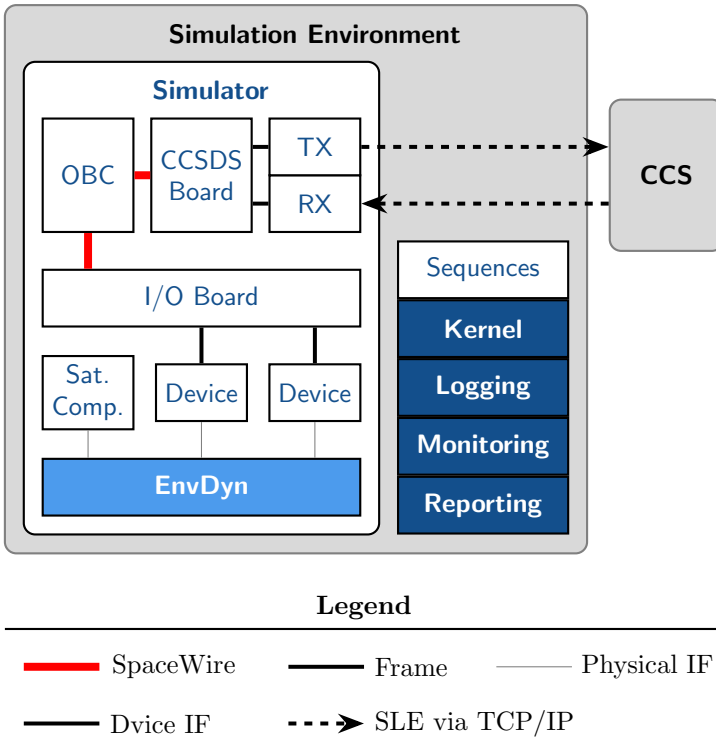 Simulation Environment
Simulator
OBC
CCSDS
Board
TX
RX
CCS
I/O Board
Sequences
Kernel
Logging
Monitoring
Reporting
Sat.
Comp.
Device
Device
EnvDyn
Legend
SpaceWire
Frame
Physical IF
Dvice IF
SLE via TCP/IP